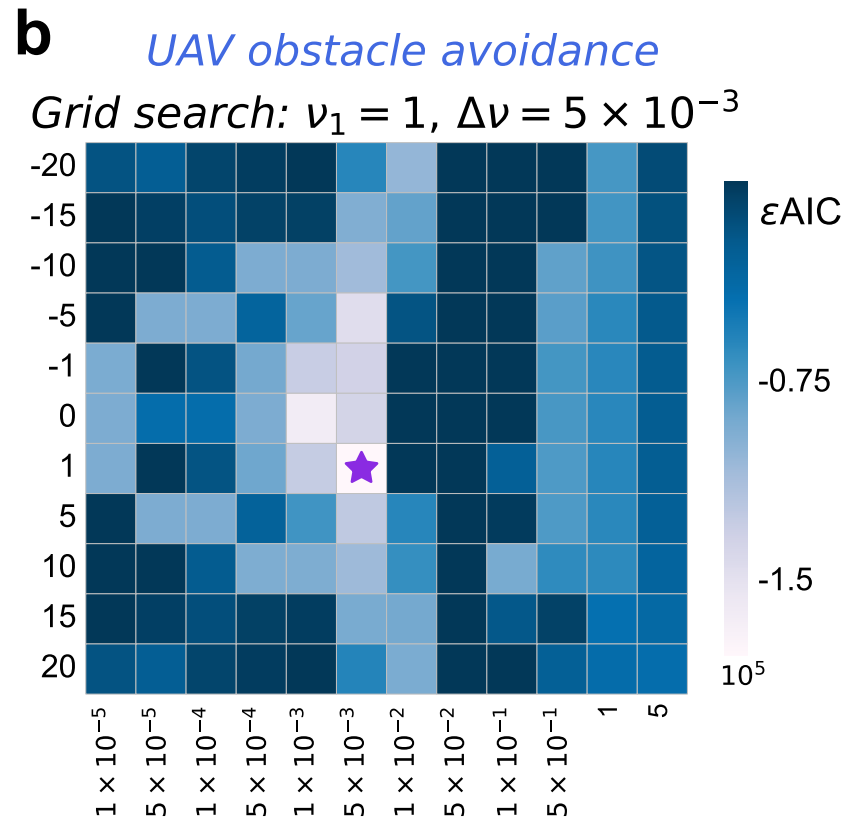 b
UAV obstacle avoidance
Grid search: ν₁ = 1, Δν = 5 × 10⁻³
-20
-15
-10
-5
-1
0
1
5
10
15
20
εAIC
-0.75
-1.5
10⁵
1 × 10⁻⁵
5 × 10⁻⁵
1 × 10⁻⁴
5 × 10⁻⁴
1 × 10⁻³
5 × 10⁻³
1 × 10⁻²
5 × 10⁻²
1 × 10⁻¹
5 × 10⁻¹
1
5